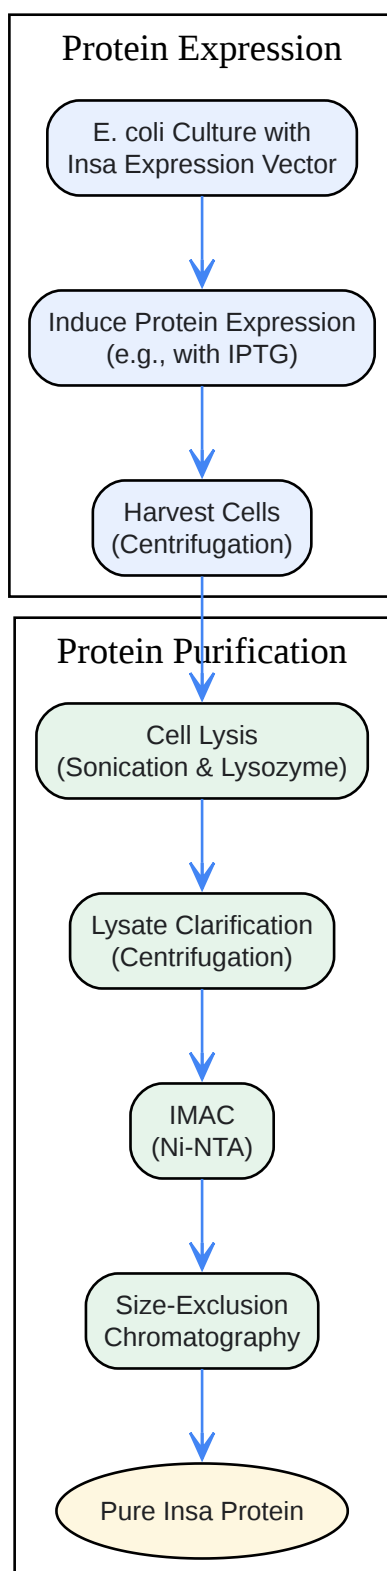 Protein Expression
E. coli Culture with
Insa Expression Vector
Induce Protein Expression
(e.g., with IPTG)
Harvest Cells
(Centrifugation)
Protein Purification
Cell Lysis
(Sonication & Lysozyme)
Lysate Clarification
(Centrifugation)
IMAC
(Ni-NTA)
Size-Exclusion
Chromatography
Pure Insa Protein